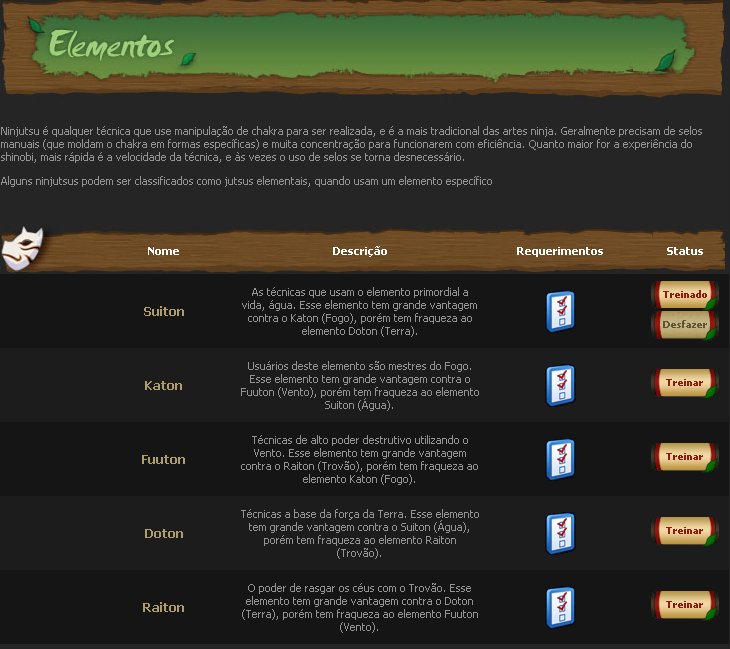 Elementos
Ninjutsu é qualquer técnica que use manipulação de chakra para ser realizada, e é a mais tradicional das artes ninja. Geralmente precisam de selos
manuais (que moldam o chakra em formas específicas) e muita concentração para funcionarem com eficiência. Quanto maior for a experiência do
shinobi, mais rápida é a velocidade da técnica, e às vezes o uso de selos se torna desnecessário.
Alguns ninjutsus podem ser classificados como jutsus elementais, quando usam um elemento específico
Nome Descrição Requerimentos Status
Suiton
As técnicas que usam o elemento primordial a
vida, água. Esse elemento tem grande vantagem
contra o Katon (Fogo), porém tem fraqueza ao
elemento Doton (Terra).
Treinado
Desfazer
Katon
Usuários deste elemento são mestres do Fogo.
Esse elemento tem grande vantagem contra o
Fuuton (Vento), porém tem fraqueza ao elemento
Suiton (Água).
Treinar
Fuuton
Técnicas de alto poder destrutivo utilizando o
Vento. Esse elemento tem grande vantagem
contra o Raiton (Trovão), porém tem fraqueza ao
elemento Katon (Fogo).
Treinar
Doton
Técnicas a base da força da Terra. Esse elemento
tem grande vantagem contra o Suiton (Água),
porém tem fraqueza ao elemento Raiton
(Trovão).
Treinar
Raiton
O poder de rasgar os céus com o Trovão. Esse
elemento tem grande vantagem contra o Doton
(Terra), porém tem fraqueza ao elemento Fuuton
(Vento).
Treinar